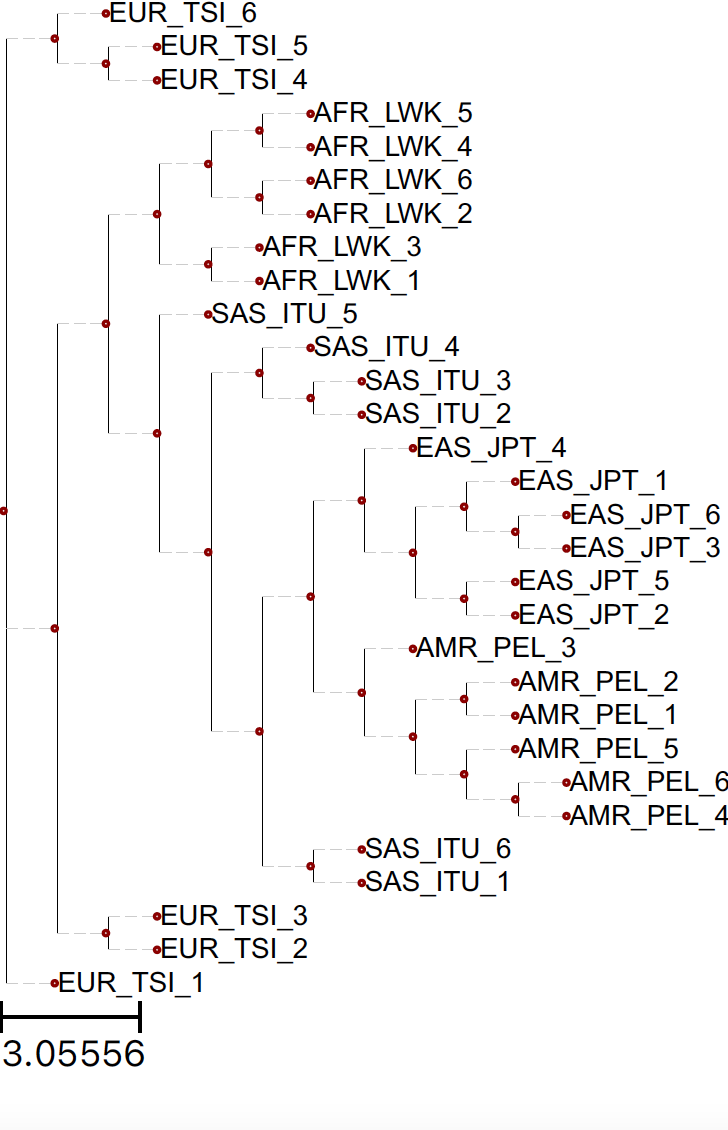 EUR_TSI_6
EUR_TSI_5
EUR_TSI_4
AFR_LWK_5
AFR_LWK_4
AFR_LWK_6
AFR_LWK_2
AFR_LWK_3
AFR_LWK_1
SAS_ITU_5
SAS_ITU_4
SAS_ITU_3
SAS_ITU_2
EAS_JPT_4
EAS_JPT_1
EAS_JPT_6
EAS_JPT_3
EAS_JPT_5
EAS_JPT_2
AMR_PEL_3
AMR_PEL_2
AMR_PEL_1
AMR_PEL_5
AMR_PEL_6
AMR_PEL_4
SAS_ITU_6
SAS_ITU_1
EUR_TSI_3
EUR_TSI_2
EUR_TSI_1
3.05556